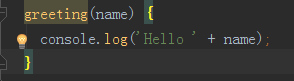 greeting(name) {
console.log('Hello ' + name);
}